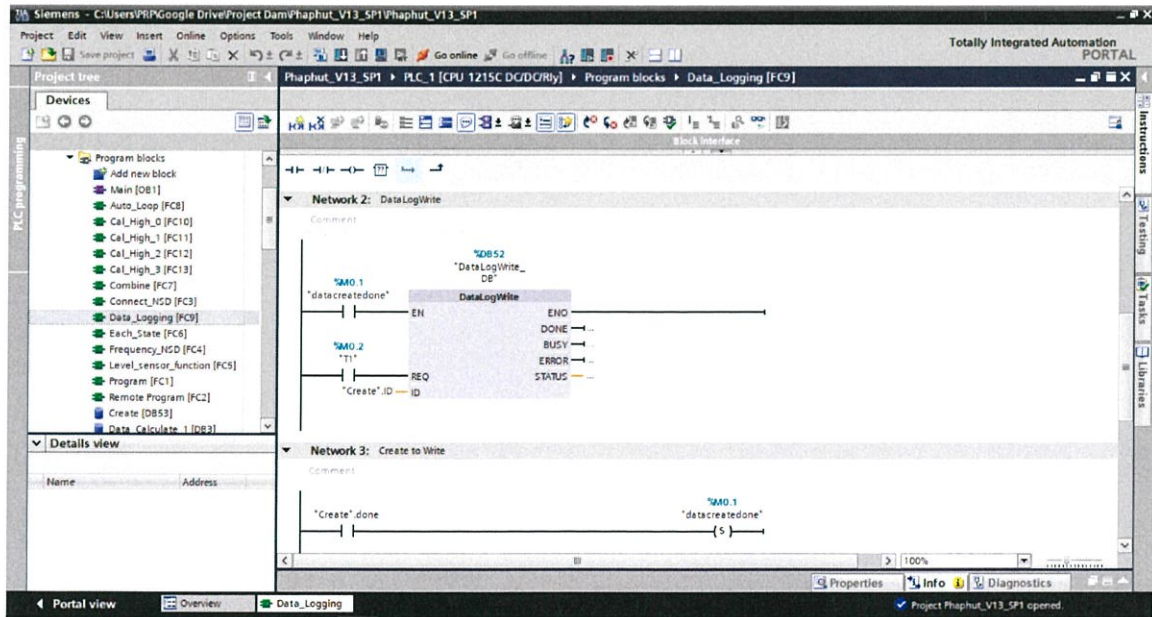 Siemens - C:\Users\PRP\Google Drive\Project Dam\Phaphut_V13_SP1\Phaphut_V13_SP1
Project Edit View Insert Online Options Tools Window Help
Totally Integrated Automation
PORTAL
Save project Go online Go offline
Project tree
Phaphut_V13_SP1 ▸ PLC_1 [CPU 1215C DC/DC/Rly] ▸ Program blocks ▸ Data_Logging [FC9]
Devices
PLC programming
Program blocks
Add new block
Main [OB1]
Auto_Loop [FC8]
Cal_High_0 [FC10]
Cal_High_1 [FC11]
Cal_High_2 [FC12]
Cal_High_3 [FC13]
Combine [FC7]
Connect_NSD [FC3]
Data_Logging [FC9]
Each_State [FC6]
Frequency_NSD [FC4]
Level_sensor_function [FC5]
Program [FC1]
Remote Program [FC2]
Create [DB53]
Data_Calculate_1 [DB3]
Details view
Name Address
Block interface
??
Network 2: DataLogWrite
Comment
%DB52
"DataLogWrite_
DB"
%M0.1
"datacreatedone"
DataLogWrite
EN ENO
DONE ...
BUSY ...
%M0.2
"T1"
ERROR ...
REQ STATUS ...
"Create".ID ID
Network 3: Create to Write
Comment
%M0.1
"Create".done "datacreatedone"
S
100%
Properties Info Diagnostics
Instructions
Testing
Tasks
Libraries
Portal view Overview Data_Logging
Project Phaphut_V13_SP1 opened.